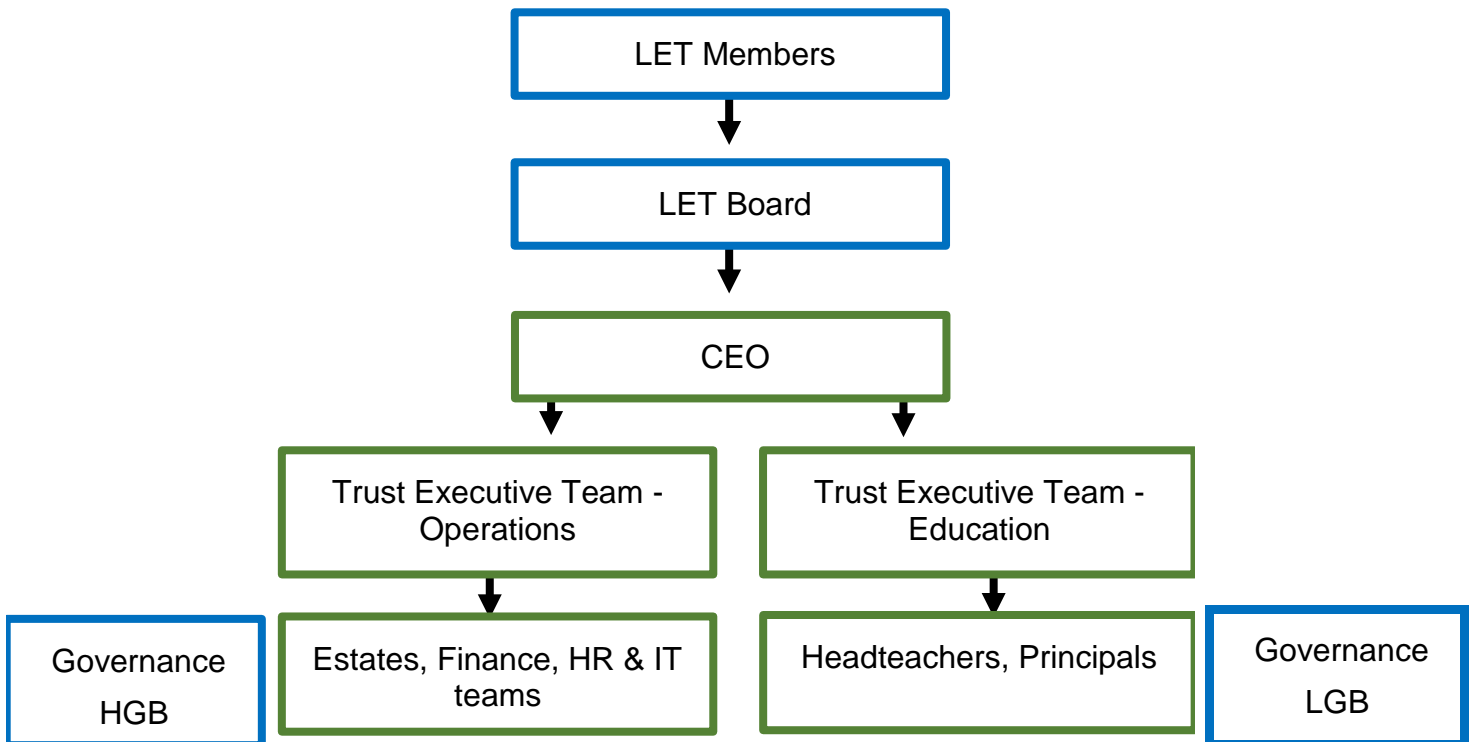 LET Members
LET Board
CEO
Trust Executive Team -
Operations
Trust Executive Team -
Education
Governance
HGB
Estates, Finance, HR & IT
teams
Headteachers, Principals
Governance
LGB